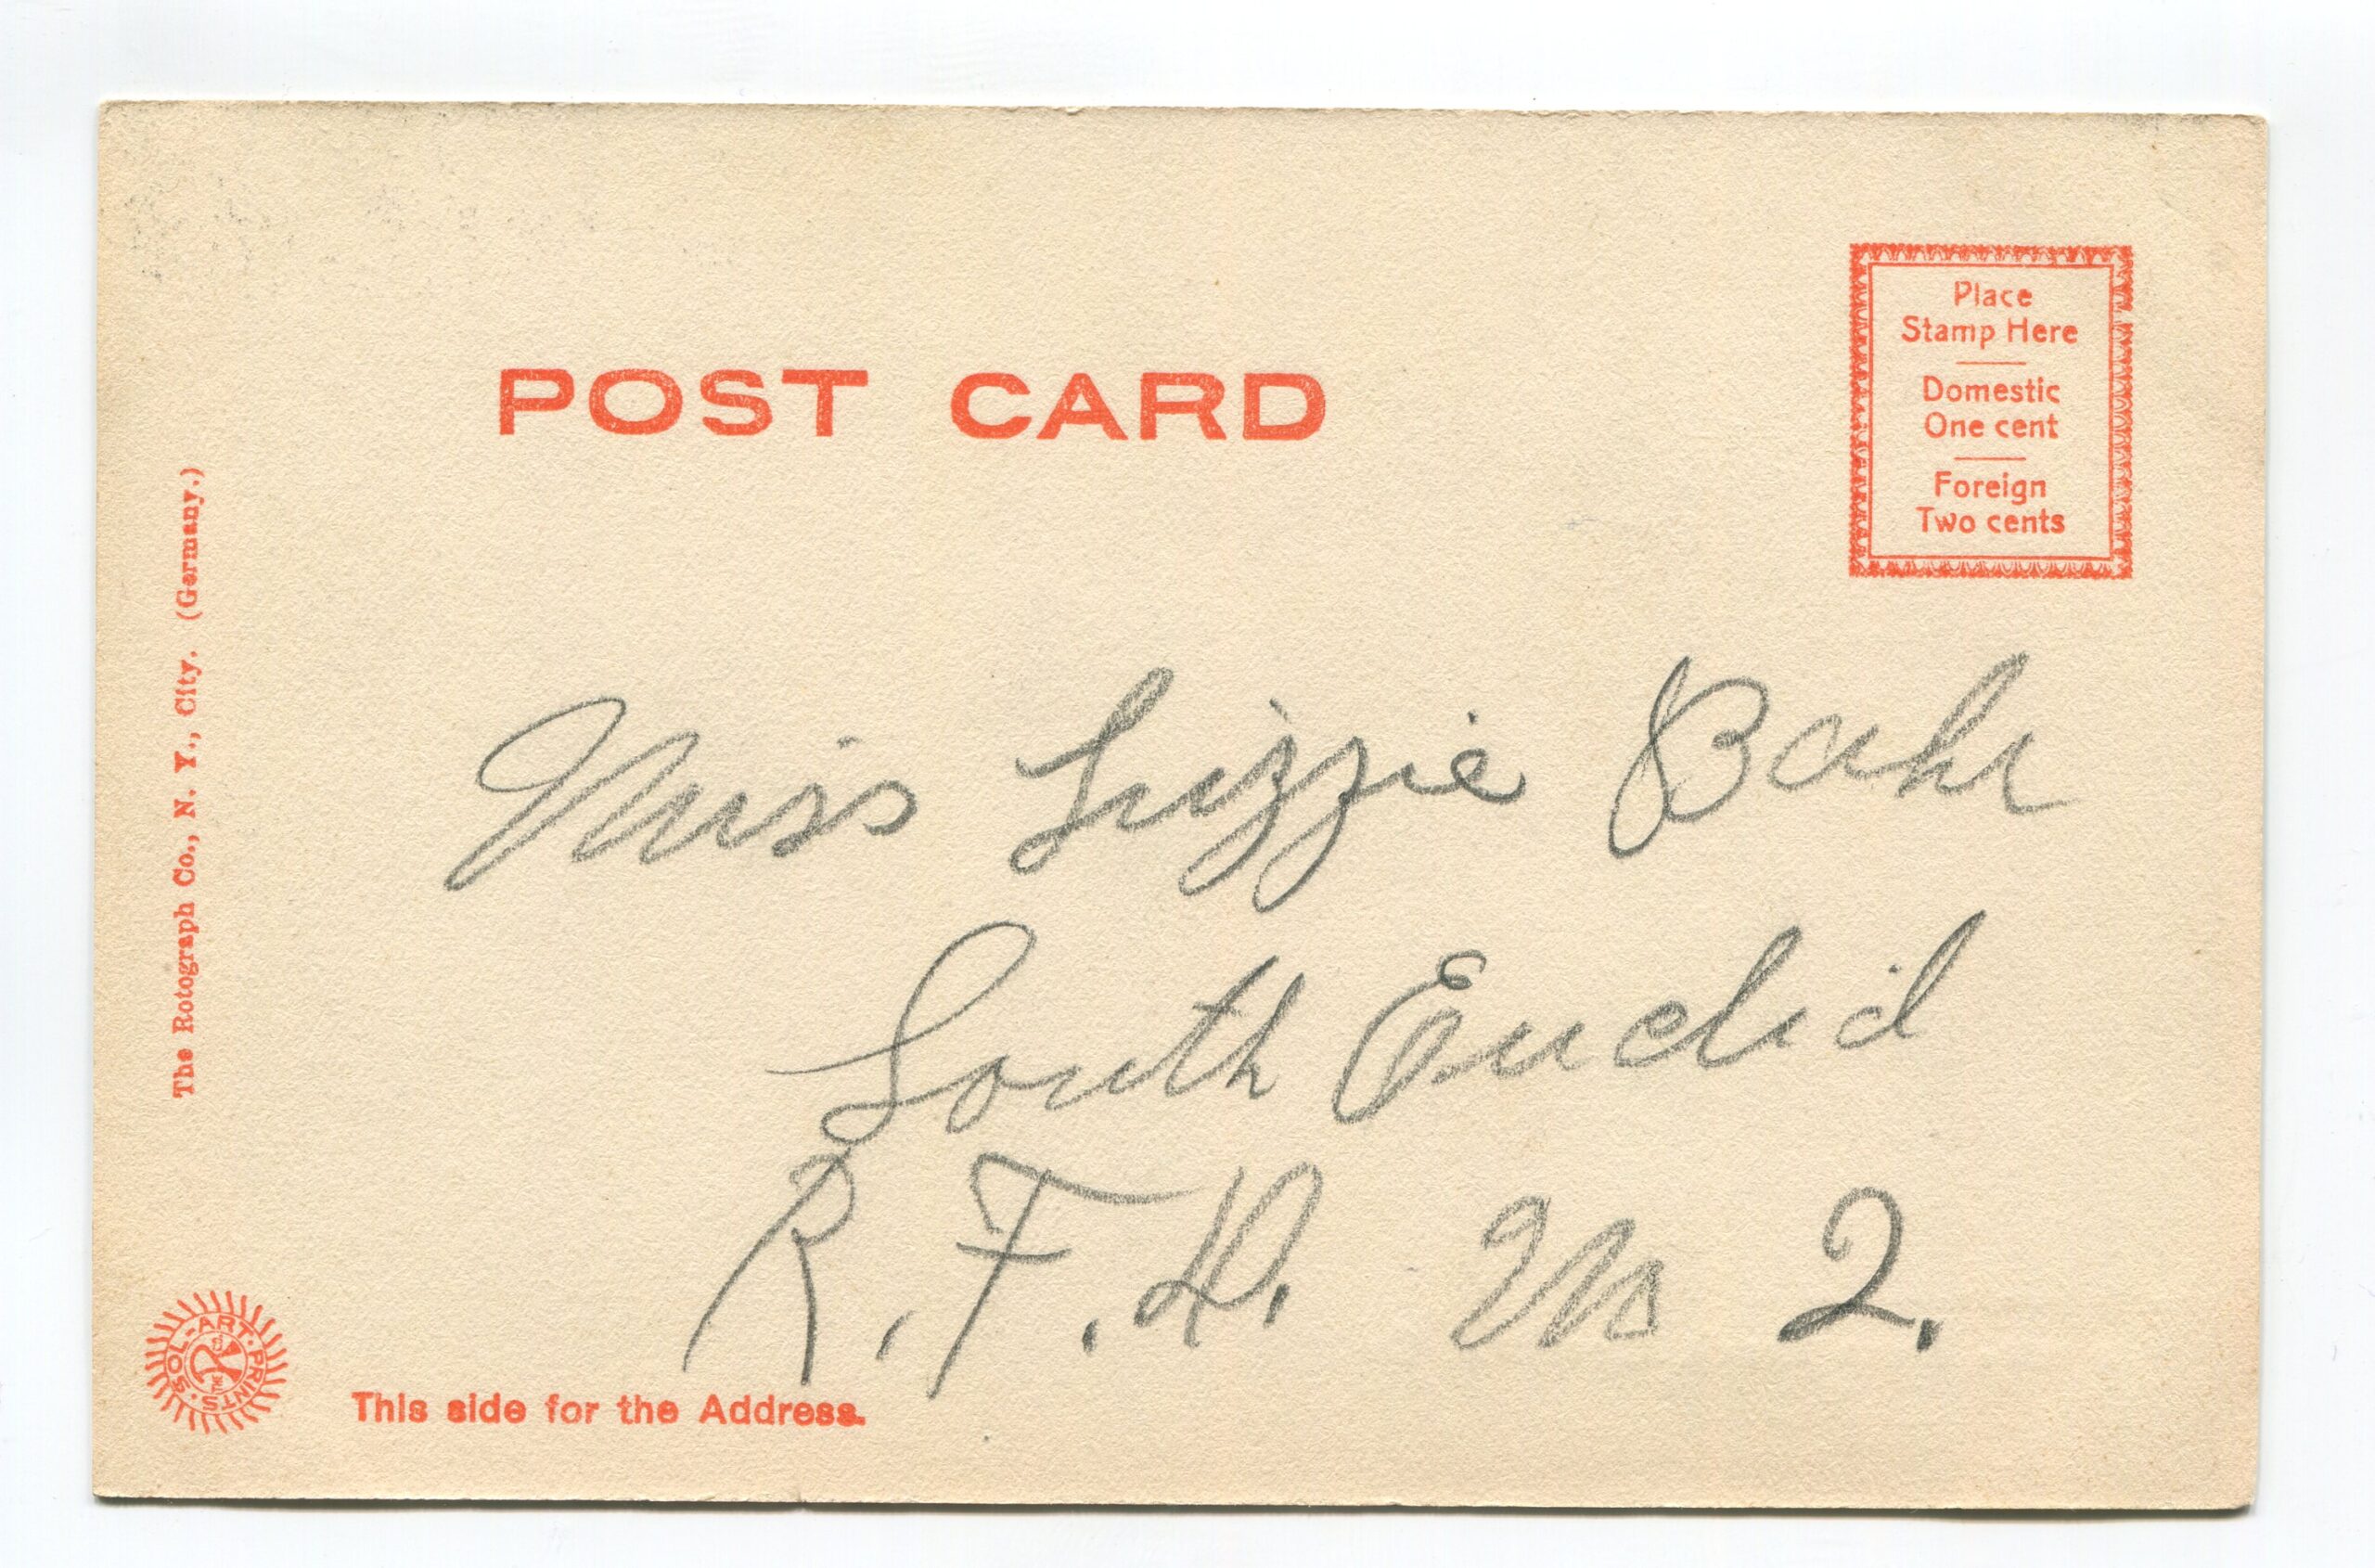 POST CARD
Place
Stamp Here
Domestic
One cent
Foreign
Two cents
The Rotograph Co., N. Y., City. (Germany.)
Miss Lizzie Bahr
South Euclid
R. F. D. No 2.
SOL-ART-PRINTS
This side for the Address.